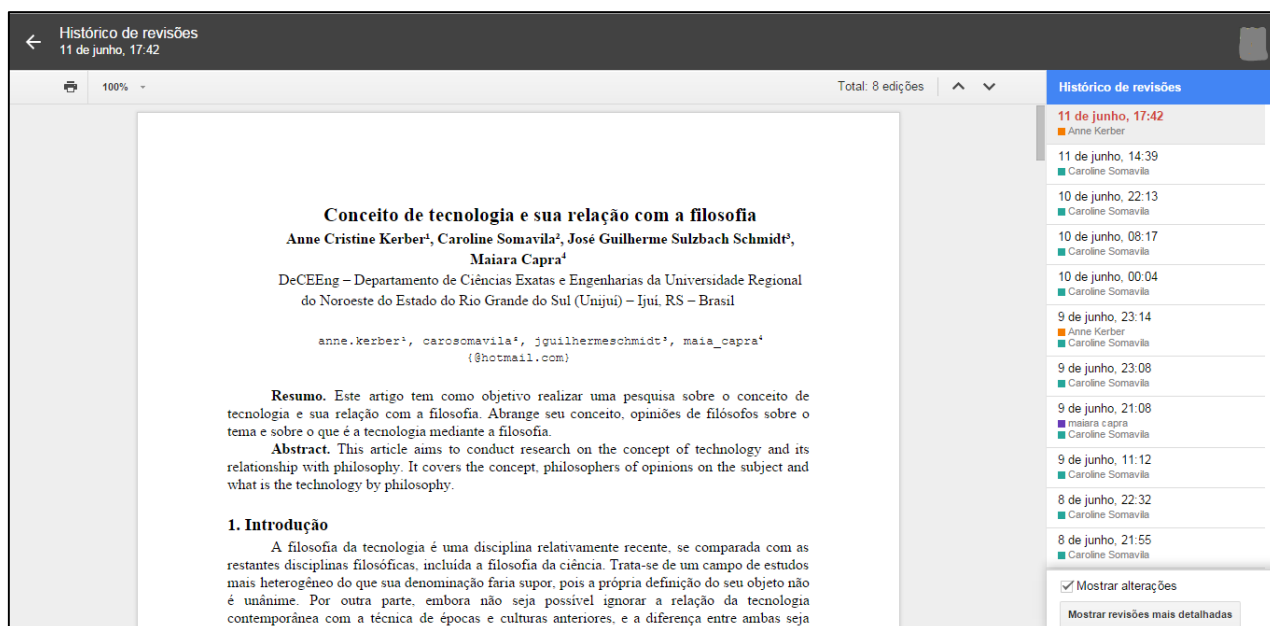 Histórico de revisões
11 de junho, 17:42
100%
Total: 8 edições
Conceito de tecnologia e sua relação com a filosofia
Anne Cristine Kerber¹, Caroline Somavila², José Guilherme Sulzbach Schmidt³,
Maiara Capra⁴
DeCEEng – Departamento de Ciências Exatas e Engenharias da Universidade Regional
do Noroeste do Estado do Rio Grande do Sul (Unijuí) – Ijuí, RS – Brasil
anne.kerber¹, carosomavila², jguilhermeschmidt³, maia_capra⁴
{@hotmail.com}
Resumo. Este artigo tem como objetivo realizar uma pesquisa sobre o conceito de
tecnologia e sua relação com a filosofia. Abrange seu conceito, opiniões de filósofos sobre o
tema e sobre o que é a tecnologia mediante a filosofia.
Abstract. This article aims to conduct research on the concept of technology and its
relationship with philosophy. It covers the concept, philosophers of opinions on the subject and
what is the technology by philosophy.
1. Introdução
A filosofia da tecnologia é uma disciplina relativamente recente, se comparada com as
restantes disciplinas filosóficas, incluída a filosofia da ciência. Trata-se de um campo de estudos
mais heterogêneo do que sua denominação faria supor, pois a própria definição do seu objeto não
é unânime. Por outra parte, embora não seja possível ignorar a relação da tecnologia
contemporânea com a técnica de épocas e culturas anteriores, e a diferença entre ambas seja
Histórico de revisões
11 de junho, 17:42
Anne Kerber
11 de junho, 14:39
Caroline Somavila
10 de junho, 22:13
Caroline Somavila
10 de junho, 08:17
Caroline Somavila
10 de junho, 00:04
Caroline Somavila
9 de junho, 23:14
Anne Kerber
Caroline Somavila
9 de junho, 23:08
Caroline Somavila
9 de junho, 21:08
maiara capra
Caroline Somavila
9 de junho, 11:12
Caroline Somavila
8 de junho, 22:32
Caroline Somavila
8 de junho, 21:55
Caroline Somavila
Mostrar alterações
Mostrar revisões mais detalhadas